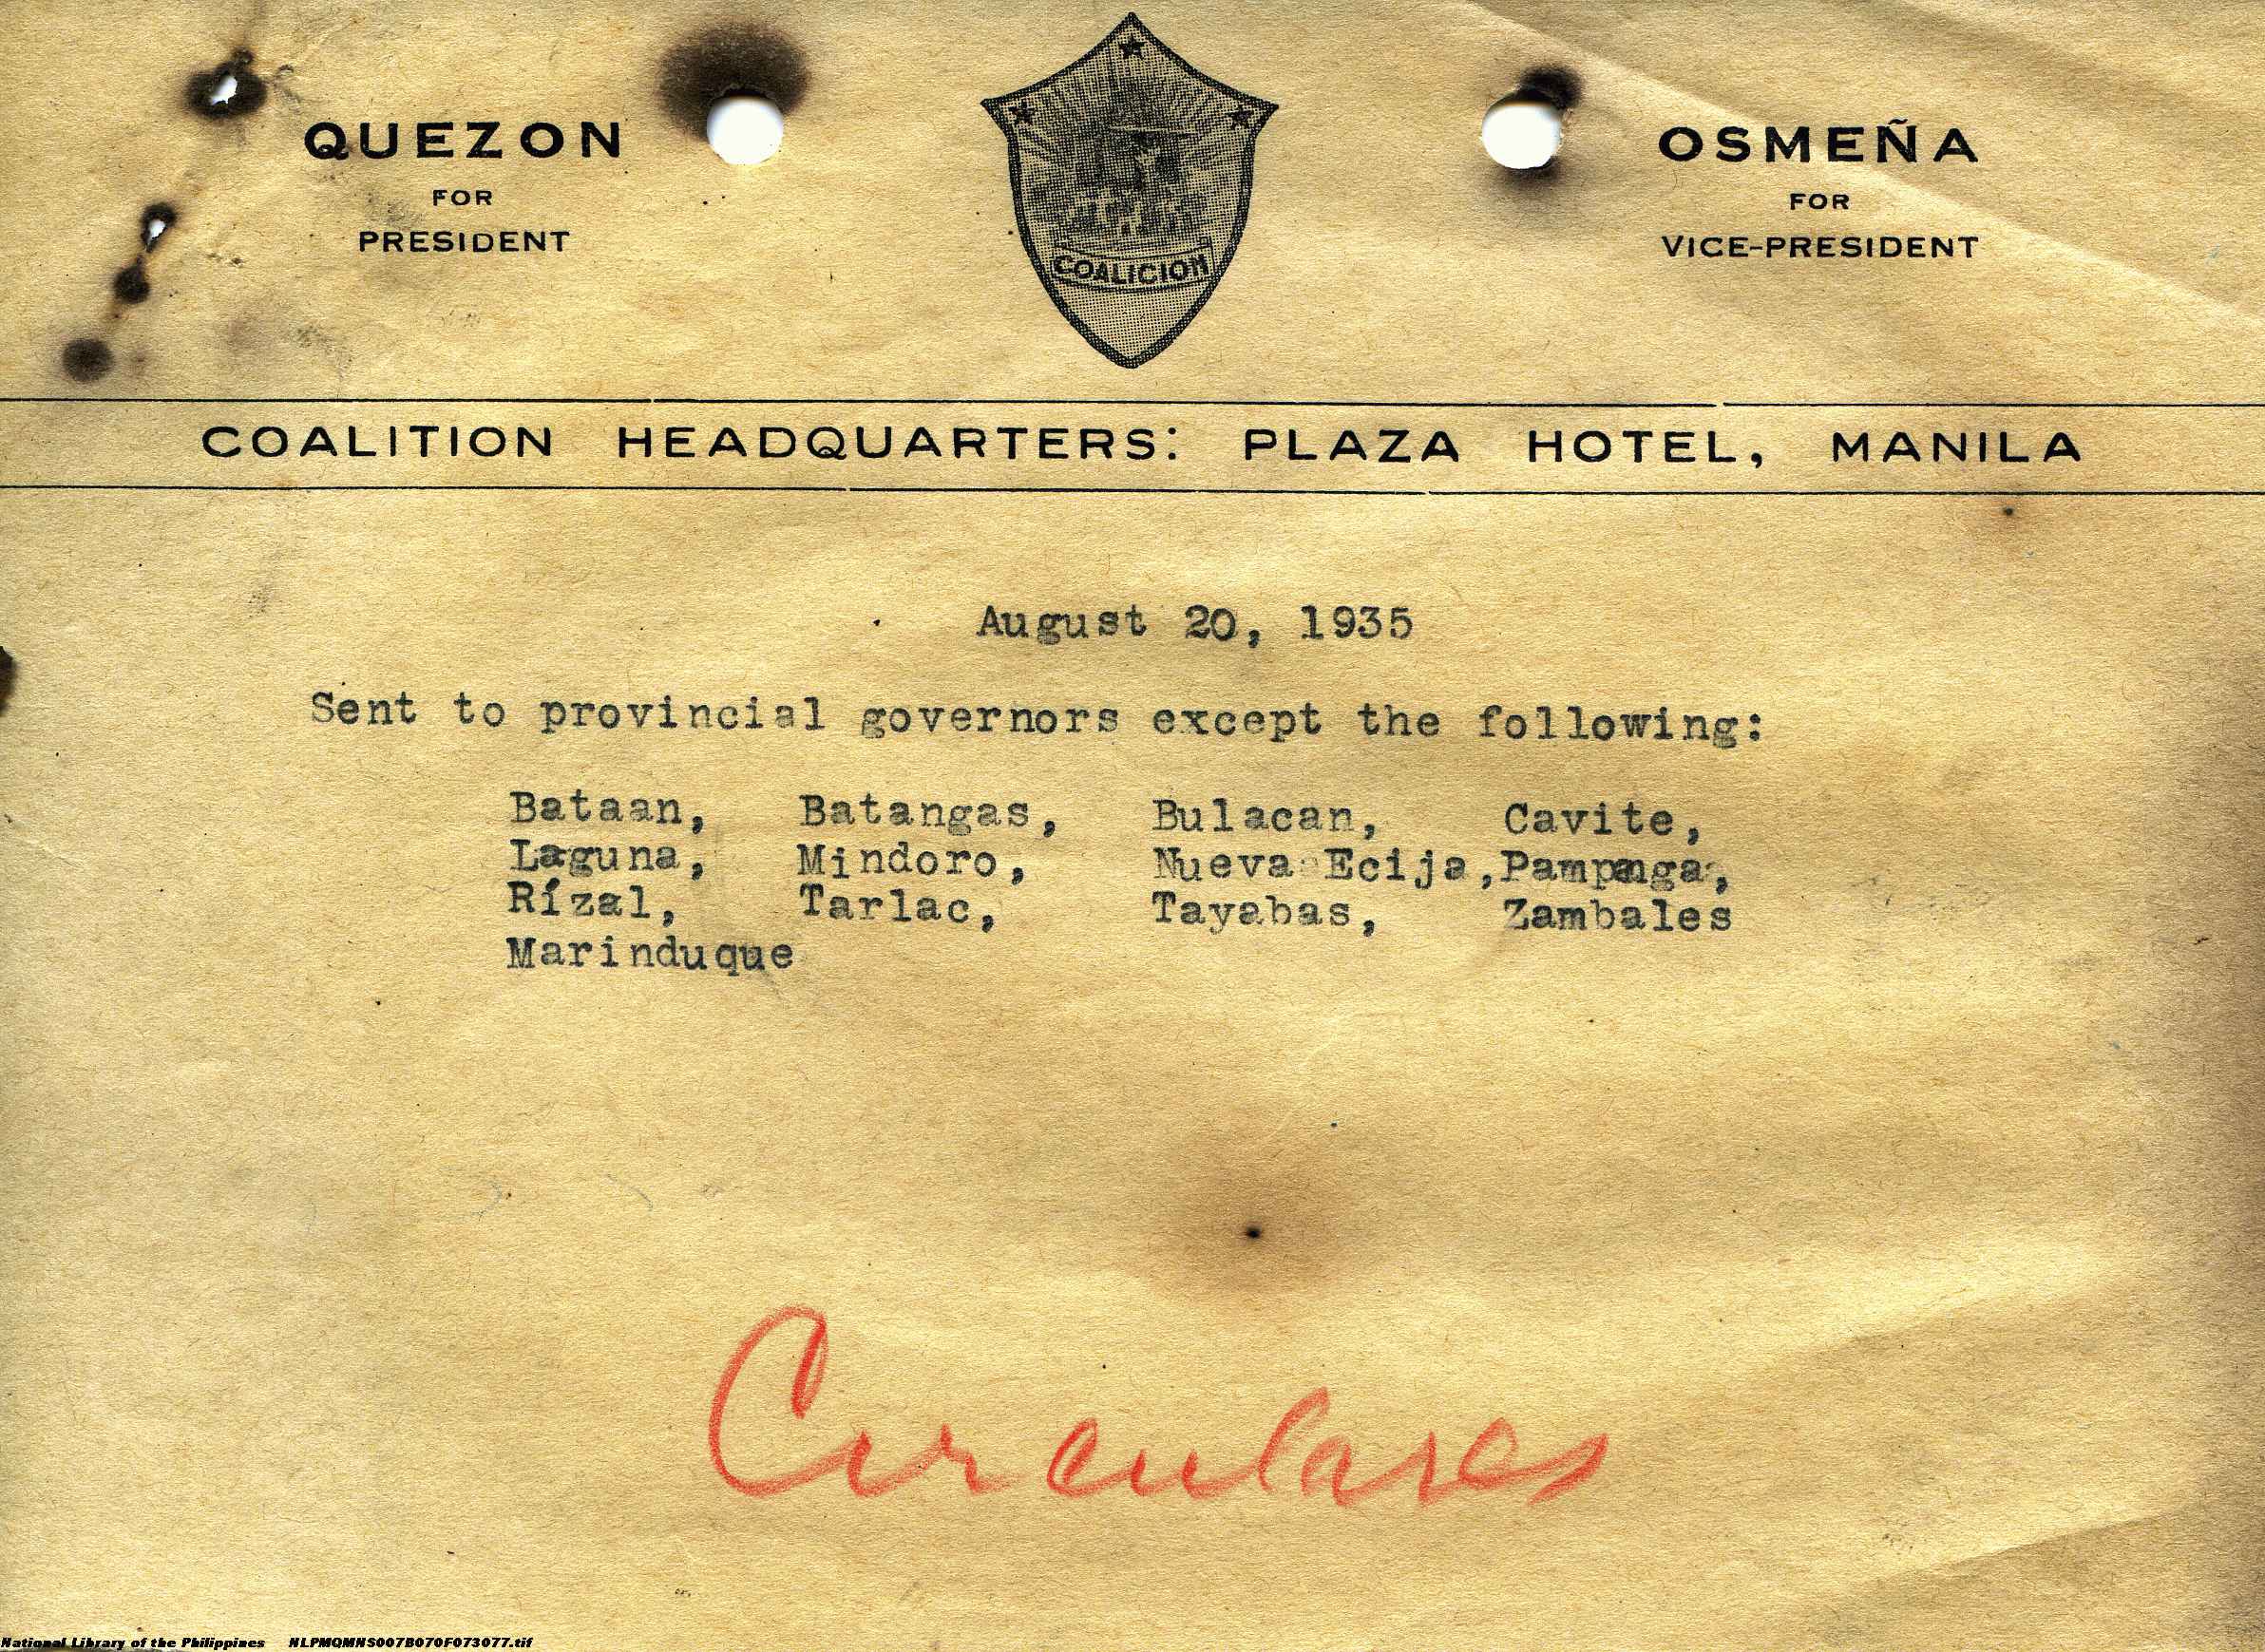 QUEZON
FOR
PRESIDENT
COALICION
OSMEÑA
FOR
VICE-PRESIDENT
COALITION HEADQUARTERS: PLAZA HOTEL, MANILA
August 20, 1935
Sent to provincial governors except the following:
Bataan, Batangas, Bulacan, Cavite,
Laguna, Mindoro, Nueva Ecija, Pampanga,
Rízal, Tarlac, Tayabas, Zambales
Marinduque
Circulares
National Library of the Philippines NLPMQMNS007B070F073077.tif